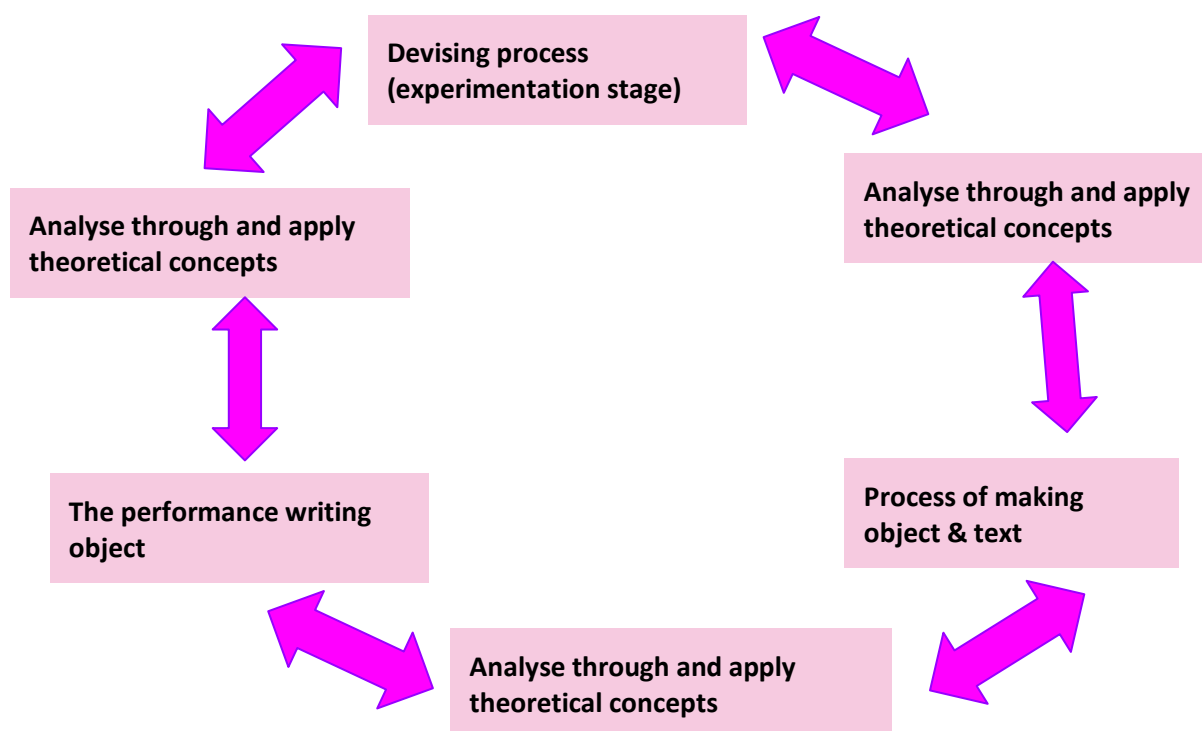 Devising process
(experimentation stage)
Analyse through and apply
theoretical concepts
Analyse through and apply
theoretical concepts
The performance writing
object
Process of making
object & text
Analyse through and apply
theoretical concepts